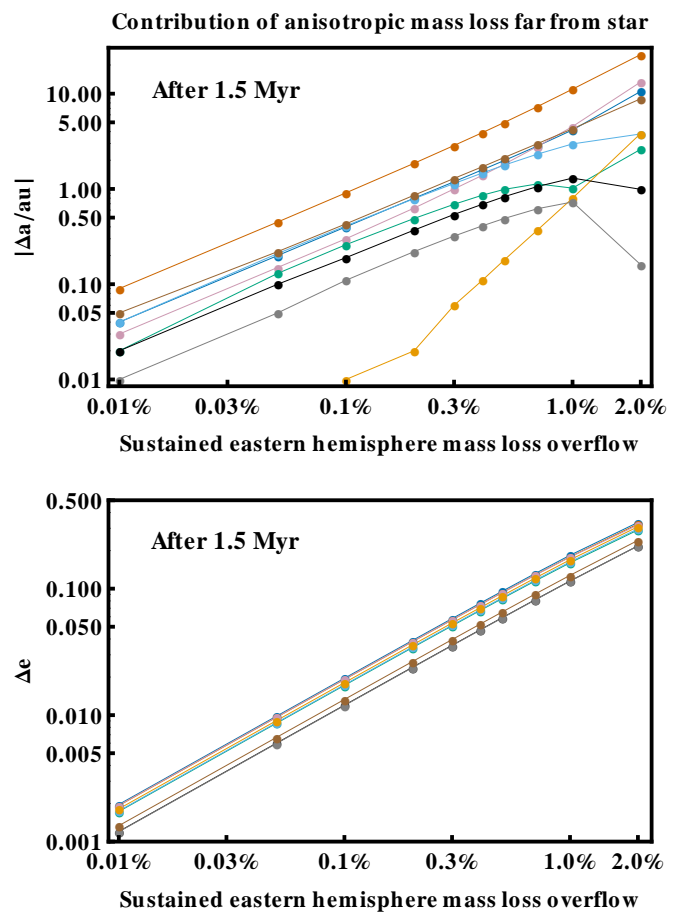 Contribution of anisotropic mass loss far from star
After 1.5 Myr
10.00
5.00
1.00
0.50
0.10
0.05
0.01
|Δa/au|
0.01% 0.03% 0.1% 0.3% 1.0% 2.0%
Sustained eastern hemisphere mass loss overflow
After 1.5 Myr
0.500
0.100
0.050
0.010
0.005
0.001
Δe
0.01% 0.03% 0.1% 0.3% 1.0% 2.0%
Sustained eastern hemisphere mass loss overflow